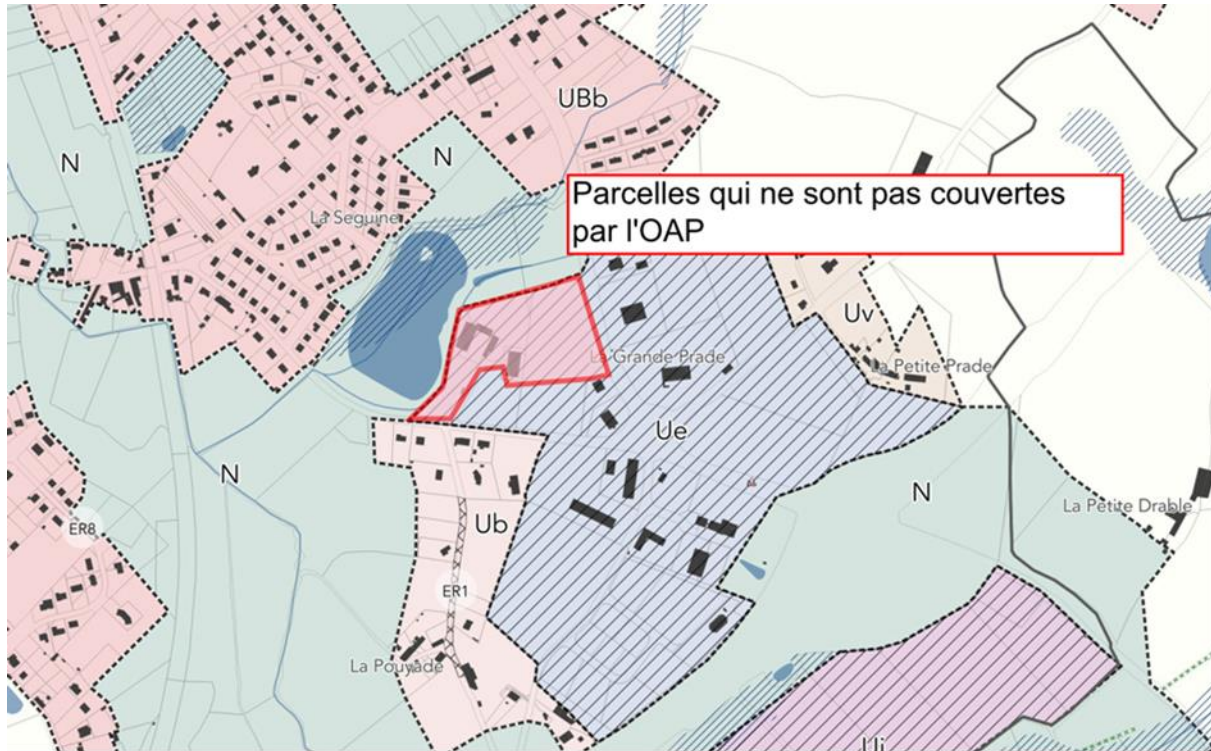 UBb
N
N
Parcelles qui ne sont pas couvertes
par l'OAP
La Seguine
Uv
La Grande Prade
La Petite Prade
Ue
N
N
La Petite Drable
Ub
ER8
ER1
La Pouyade
Ui